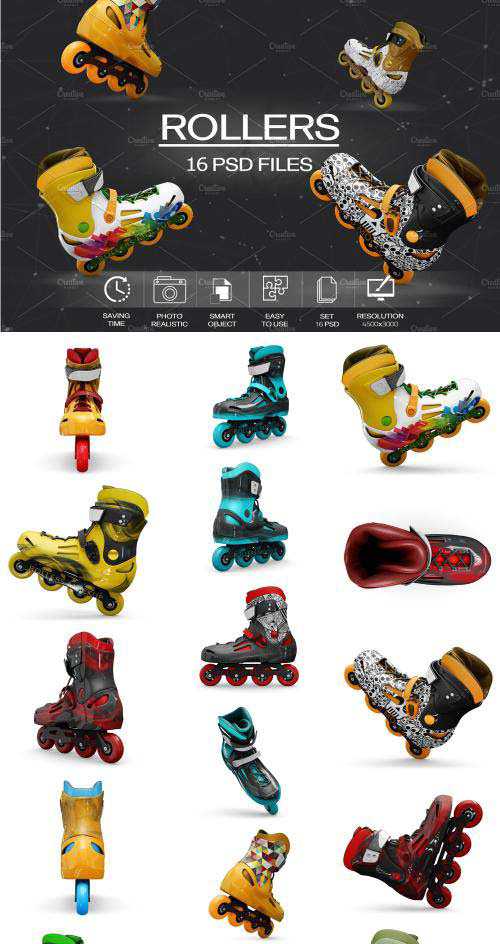 ROLLERS
16 PSD FILES
SAVING
TIME
PHOTO
REALISTIC
SMART
OBJECT
EASY
TO USE
SET
16 PSD
RESOLUTION
4500x3000